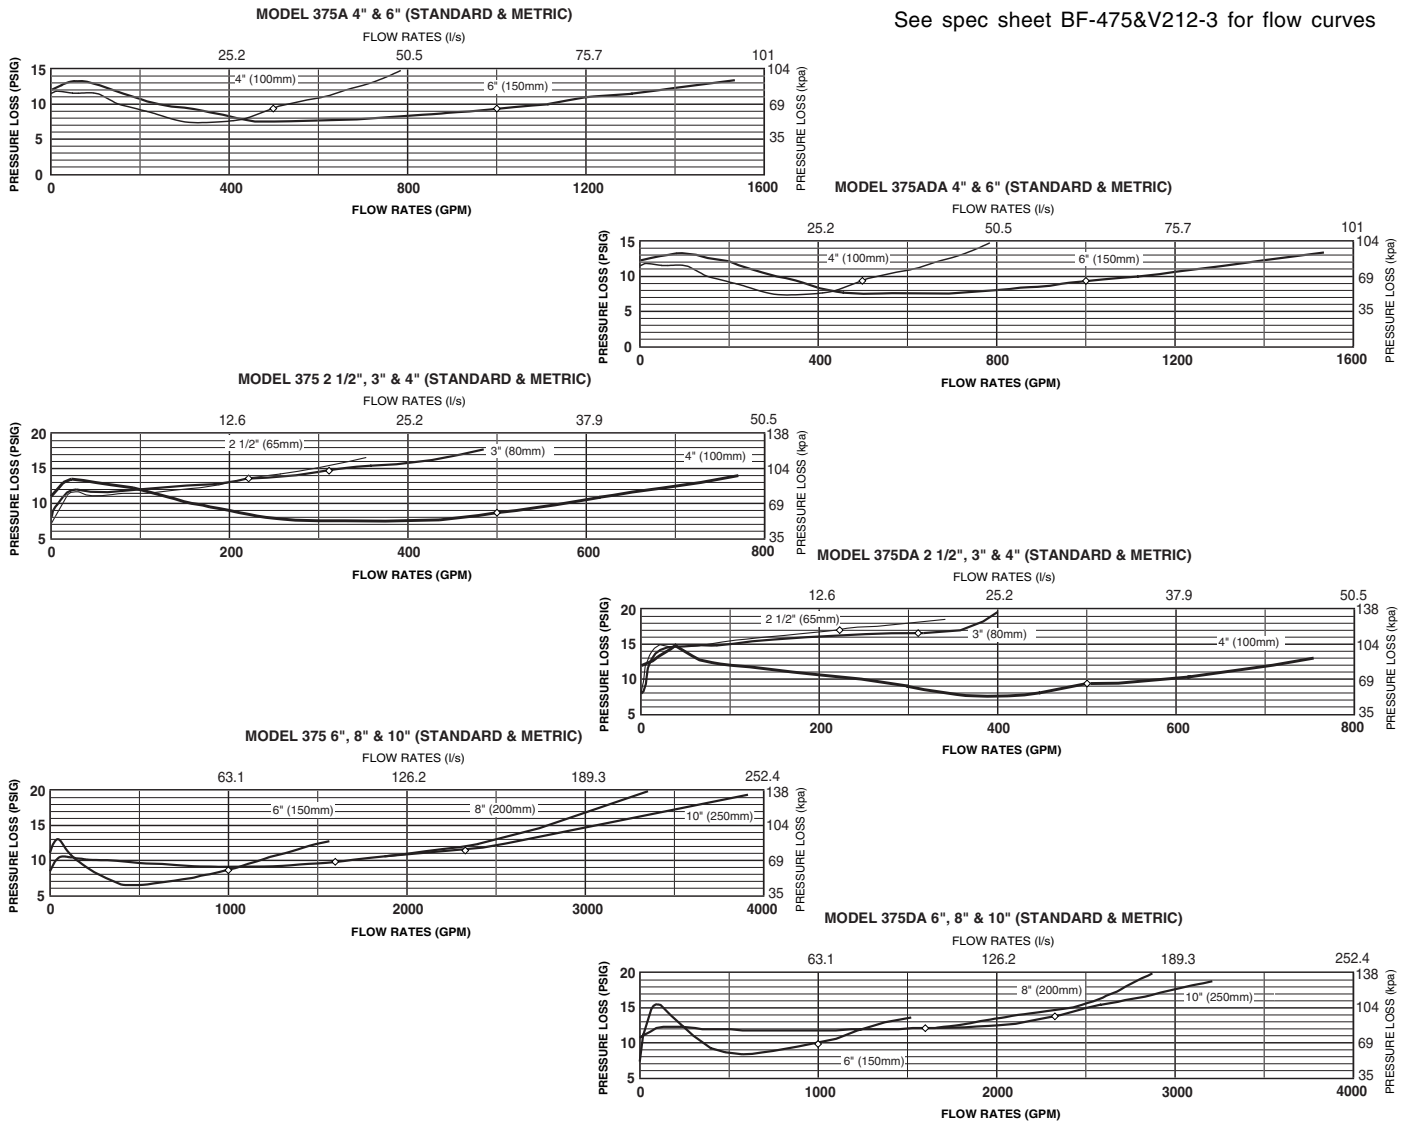 See spec sheet BF-475&V212-3 for flow curves
MODEL 375A 4" & 6" (STANDARD & METRIC)
FLOW RATES (l/s)
25.2 50.5 75.7 101
PRESSURE LOSS (PSIG)
15 10 5 0
4" (100mm)
6" (150mm)
104 69 35
PRESSURE LOSS (kpa)
0 400 800 1200 1600
FLOW RATES (GPM)
MODEL 375ADA 4" & 6" (STANDARD & METRIC)
FLOW RATES (l/s)
25.2 50.5 75.7 101
PRESSURE LOSS (PSIG)
15 10 5 0
4" (100mm)
6" (150mm)
104 69 35
PRESSURE LOSS (kpa)
0 400 800 1200 1600
FLOW RATES (GPM)
MODEL 375 2 1/2", 3" & 4" (STANDARD & METRIC)
FLOW RATES (l/s)
12.6 25.2 37.9 50.5
PRESSURE LOSS (PSIG)
20 15 10 5
2 1/2" (65mm)
3" (80mm)
4" (100mm)
138 104 69 35
PRESSURE LOSS (kpa)
0 200 400 600 800
FLOW RATES (GPM)
MODEL 375DA 2 1/2", 3" & 4" (STANDARD & METRIC)
FLOW RATES (l/s)
12.6 25.2 37.9 50.5
PRESSURE LOSS (PSIG)
20 15 10 5
2 1/2" (65mm)
3" (80mm)
4" (100mm)
138 104 69 35
PRESSURE LOSS (kpa)
0 200 400 600 800
FLOW RATES (GPM)
MODEL 375 6", 8" & 10" (STANDARD & METRIC)
FLOW RATES (l/s)
63.1 126.2 189.3 252.4
PRESSURE LOSS (PSIG)
20 15 10 5
6" (150mm)
8" (200mm)
10" (250mm)
138 104 69 35
PRESSURE LOSS (kpa)
0 1000 2000 3000 4000
FLOW RATES (GPM)
MODEL 375DA 6", 8" & 10" (STANDARD & METRIC)
FLOW RATES (l/s)
63.1 126.2 189.3 252.4
PRESSURE LOSS (PSIG)
20 15 10 5
8" (200mm)
10" (250mm)
6" (150mm)
138 104 69 35
PRESSURE LOSS (kpa)
0 1000 2000 3000 4000
FLOW RATES (GPM)